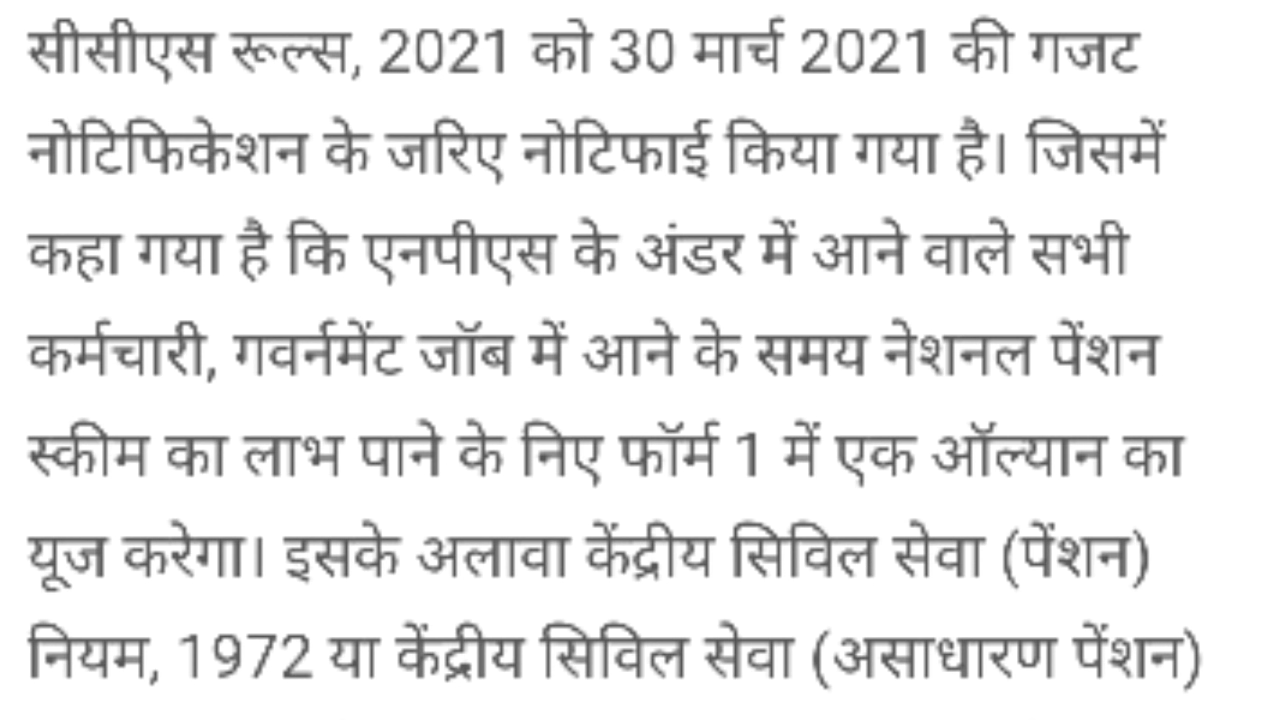 सीसीएस रूल्स, 2021 को 30 मार्च 2021 की गजट
नोटिफिकेशन के जरिए नोटिफाई किया गया है। जिसमें
कहा गया है कि एनपीएस के अंडर में आने वाले सभी
कर्मचारी, गवर्नमेंट जॉब में आने के समय नेशनल पेंशन
स्कीम का लाभ पाने के निए फॉर्म 1 में एक ऑल्यान का
यूज करेगा। इसके अलावा केंद्रीय सिविल सेवा (पेंशन)
नियम, 1972 या केंद्रीय सिविल सेवा (असाधारण पेंशन)